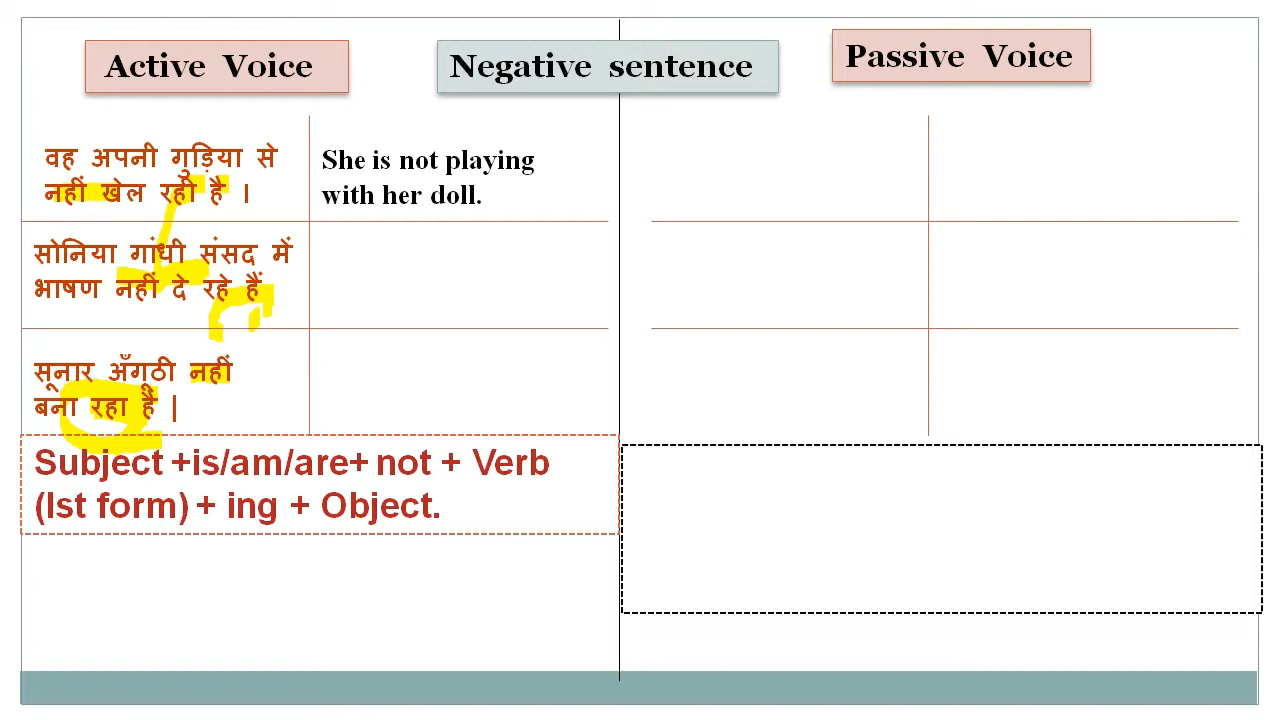 Active Voice
Negative sentence
Passive Voice
वह अपनी गुड़िया से
नहीं खेल रही है ।
She is not playing
with her doll.
सोनिया गांधी संसद में
भाषण नहीं दे रहे हैं
सूनार अँगूठी नहीं
बना रहा है |
Subject +is/am/are+ not + Verb
(Ist form) + ing + Object.